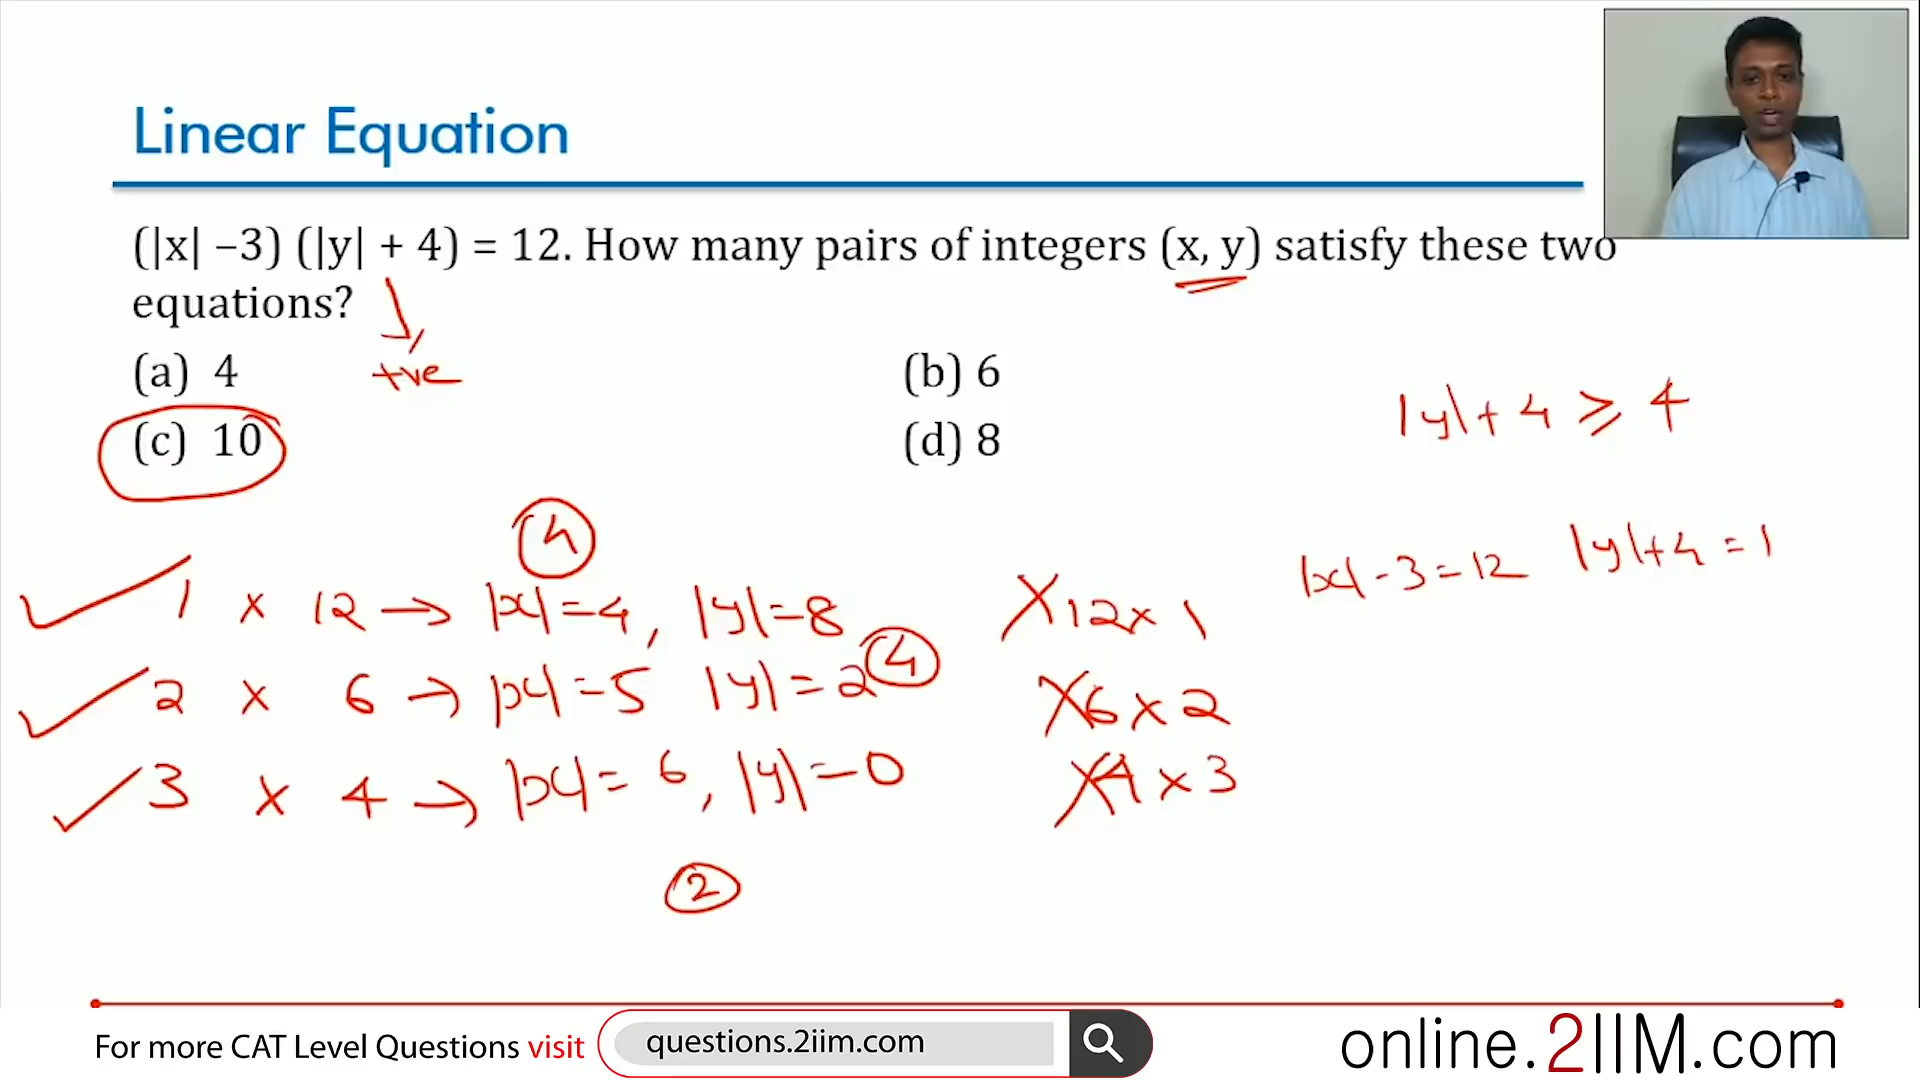 Linear Equation
(|x| –3) (|y| + 4) = 12. How many pairs of integers (x, y) satisfy these two
equations?
+ve
(a) 4
(b) 6
(c) 10
(d) 8
|y| + 4 ⩾ 4
4
1 x 12 → |x| = 4, |y| = 8
2 x 6 → |x| = 5 |y| = 2 4
3 x 4 → |x| = 6, |y| = 0
2
12 x 1
6 x 2
4 x 3
|x| - 3 = 12 |y| + 4 = 1
For more CAT Level Questions visit questions.2iim.com
online.2IIM.com